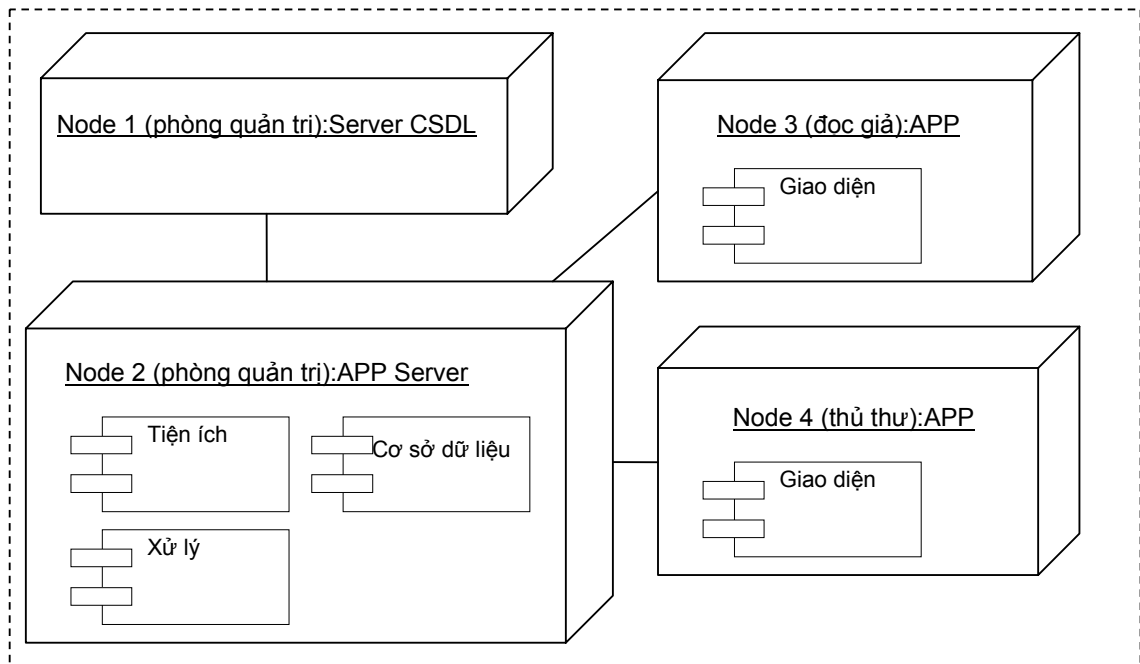 Node 1 (phòng quản trị):Server CSDL
Node 3 (đọc giả):APP
Giao diện
Node 2 (phòng quản trị):APP Server
Tiện ích
Cơ sở dữ liệu
Xử lý
Node 4 (thủ thư):APP
Giao diện